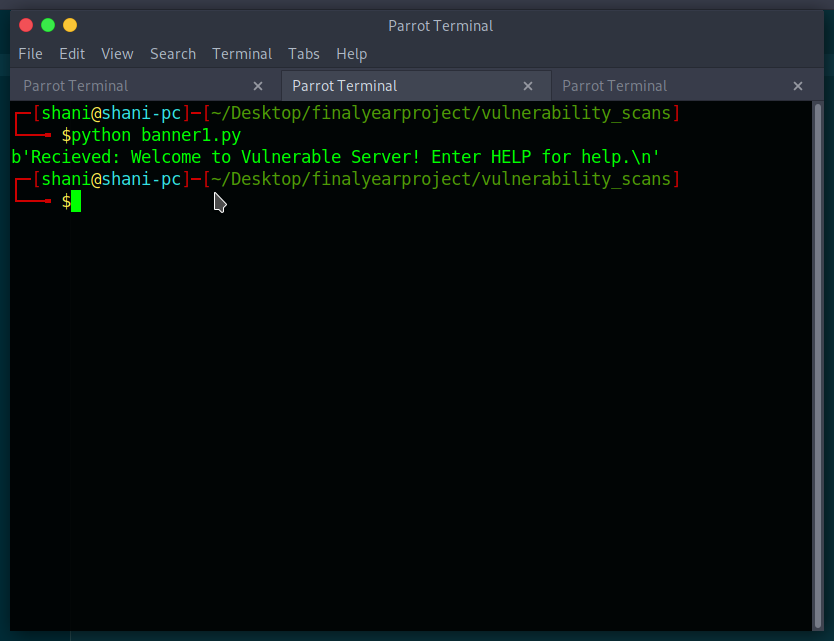 Parrot Terminal
File Edit View Search Terminal Tabs Help
Parrot Terminal × Parrot Terminal × Parrot Terminal ×
┌─[shani@shani-pc]─[~/Desktop/finalyearproject/vulnerability_scans]
└──╼ $python banner1.py
b'Recieved: Welcome to Vulnerable Server! Enter HELP for help.\n'
┌─[shani@shani-pc]─[~/Desktop/finalyearproject/vulnerability_scans]
└──╼ $